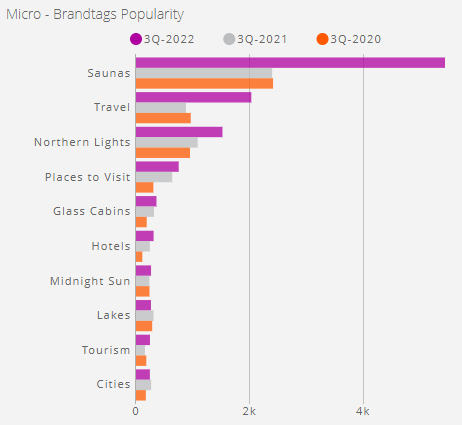 Micro - Brandtags Popularity
3Q-2022 3Q-2021 3Q-2020
Saunas
Travel
Northern Lights
Places to Visit
Glass Cabins
Hotels
Midnight Sun
Lakes
Tourism
Cities
0 2k 4k